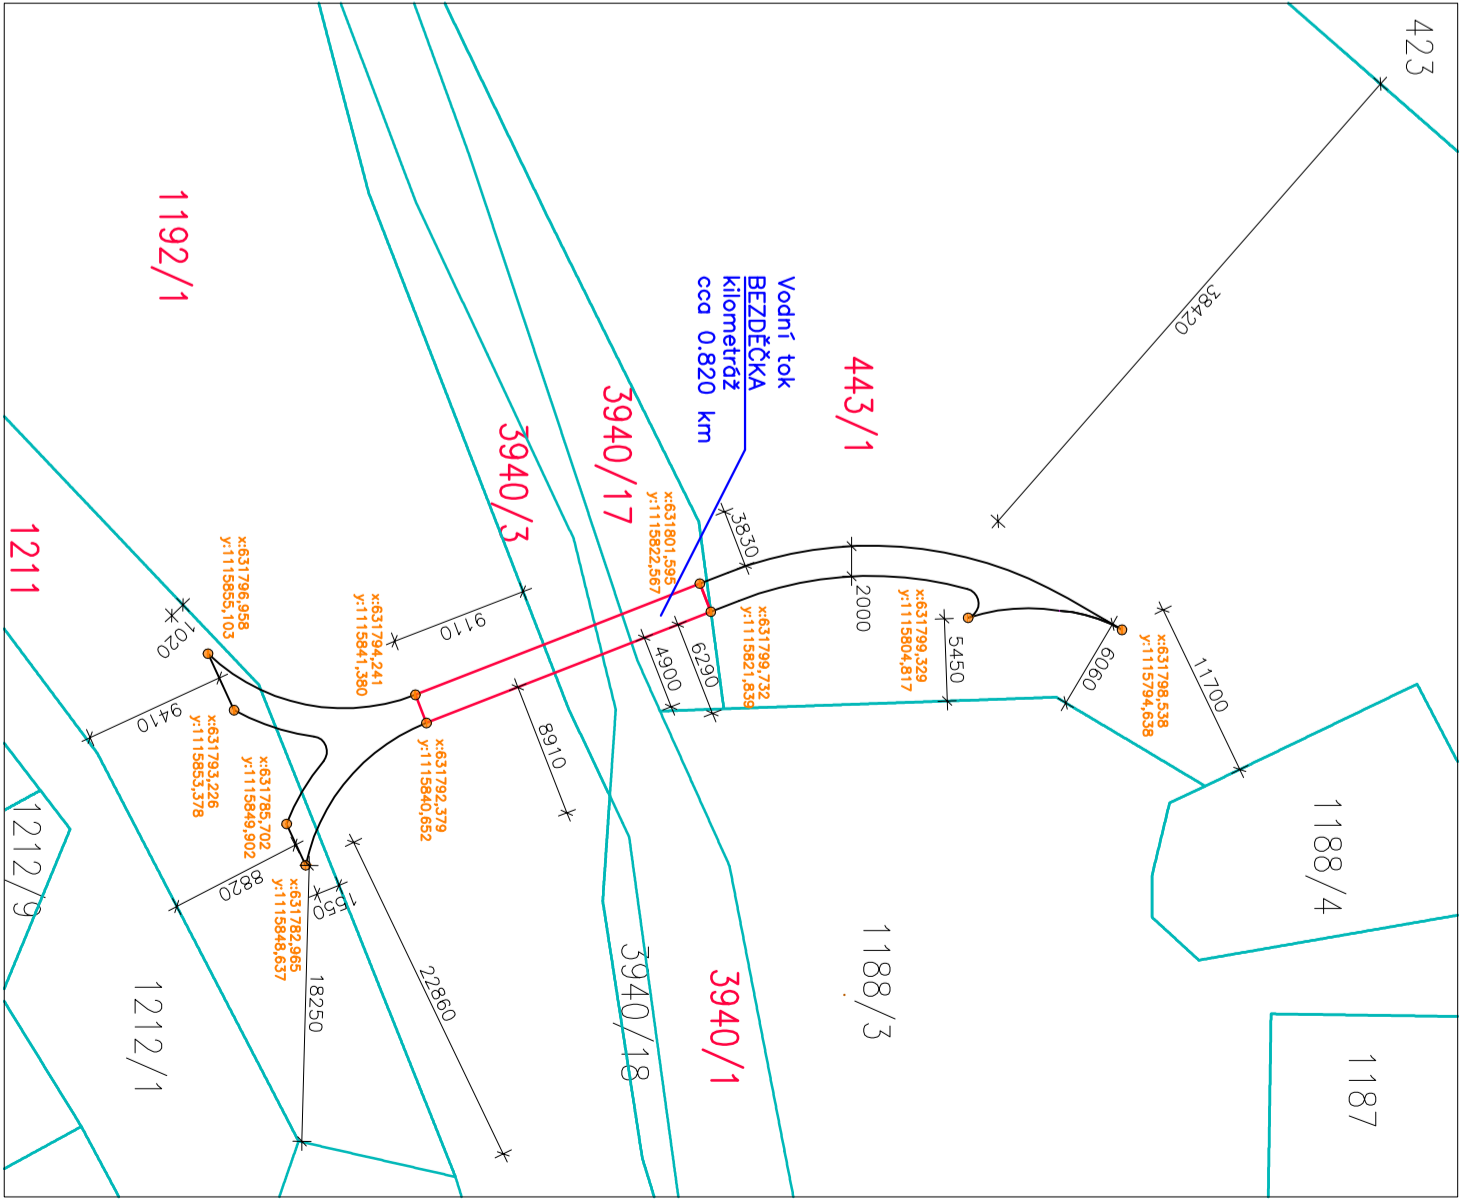 423
38420
1192/1
Vodní tok
BEZDĚČKA
kilometráž
cca 0.820 km
443/1
3940/17
3940/3
1211
x:631801,595
y:1115822,567
3830
2000
x:631799,329
y:1115804,817
x:631799,732
y:1115821,839
5450
6060
x:631798,538
y:1115794,638
11700
6290
4900
9110
8910
x:631796,958
y:1115855,103
1020
x:631794,241
y:1115841,380
9410
x:631793,226
y:1115853,378
x:631792,379
y:1115840,652
x:631785,702
y:1115849,902
8820
x:631782,965
y:1115848,637
1550
18250
22860
1212/9
1212/1
3940/18
3940/1
1188/3
1188/4
1187